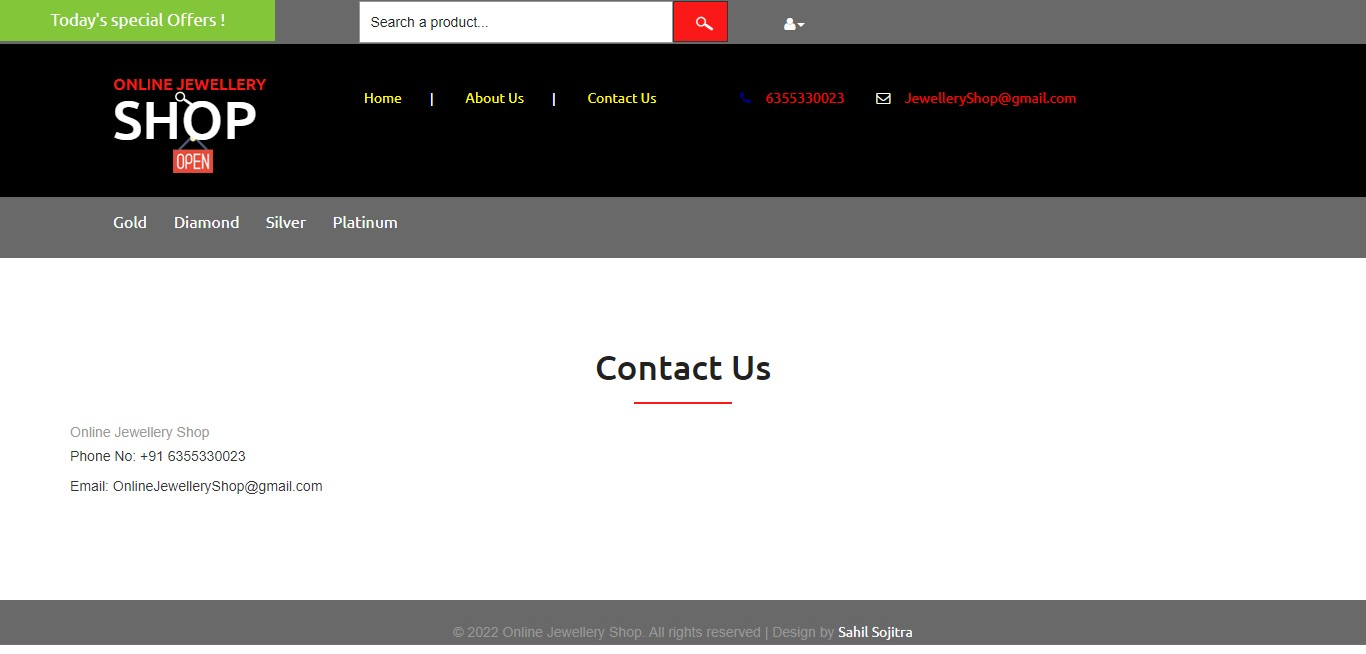 Today's special Offers !
Search a product...
ONLINE JEWELLERY
SHOP
OPEN
Home | About Us | Contact Us
6355330023
JewelleryShop@gmail.com
Gold Diamond Silver Platinum
Contact Us
Online Jewellery Shop
Phone No: +91 6355330023
Email: OnlineJewelleryShop@gmail.com
© 2022 Online Jewellery Shop. All rights reserved | Design by Sahil Sojitra